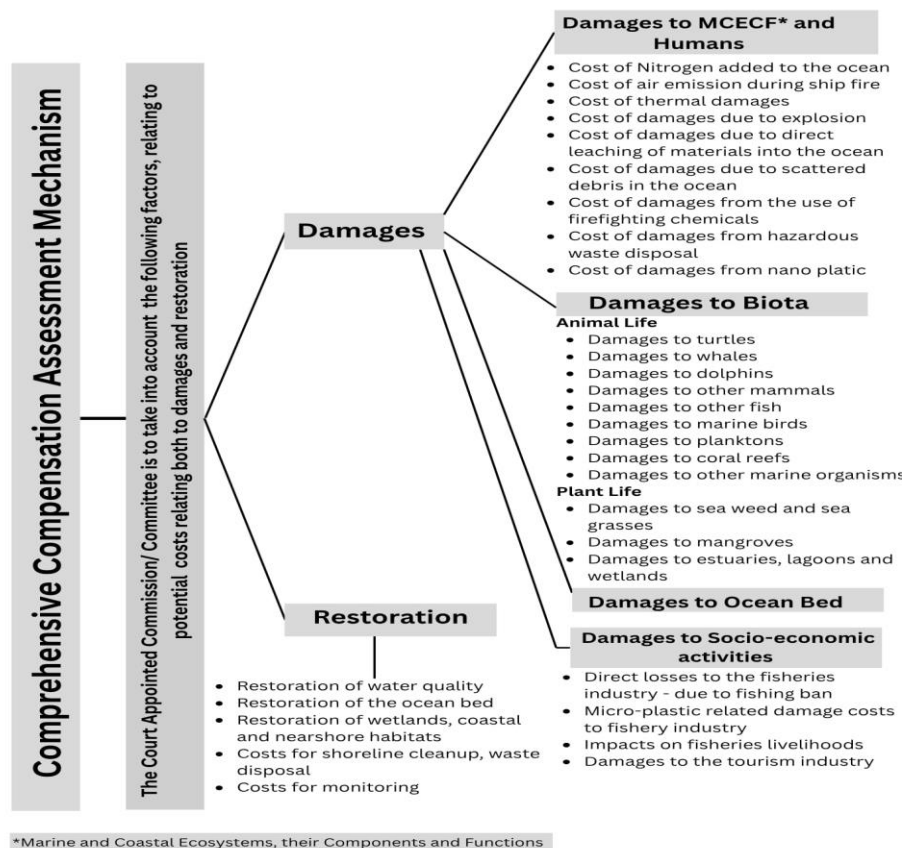 Comprehensive Compensation Assessment Mechanism
The Court Appointed Commission/ Committee is to take into account the following factors, relating to
potential costs relating both to damages and restoration
Damages
Damages to MCECF* and
Humans
• Cost of Nitrogen added to the ocean
• Cost of air emission during ship fire
• Cost of thermal damages
• Cost of damages due to explosion
• Cost of damages due to direct
leaching of materials into the ocean
• Cost of damages due to scattered
debris in the ocean
• Cost of damages from the use of
firefighting chemicals
• Cost of damages from hazardous
waste disposal
• Cost of damages from nano platic
Damages to Biota
Animal Life
• Damages to turtles
• Damages to whales
• Damages to dolphins
• Damages to other mammals
• Damages to other fish
• Damages to marine birds
• Damages to planktons
• Damages to coral reefs
• Damages to other marine organisms
Plant Life
• Damages to sea weed and sea
grasses
• Damages to mangroves
• Damages to estuaries, lagoons and
wetlands
Damages to Ocean Bed
Damages to Socio-economic
activities
• Direct losses to the fisheries
industry - due to fishing ban
• Micro-plastic related damage costs
to fishery industry
• Impacts on fisheries livelihoods
• Damages to the tourism industry
Restoration
• Restoration of water quality
• Restoration of the ocean bed
• Restoration of wetlands, coastal
and nearshore habitats
• Costs for shoreline cleanup, waste
disposal
• Costs for monitoring
*Marine and Coastal Ecosystems, their Components and Functions